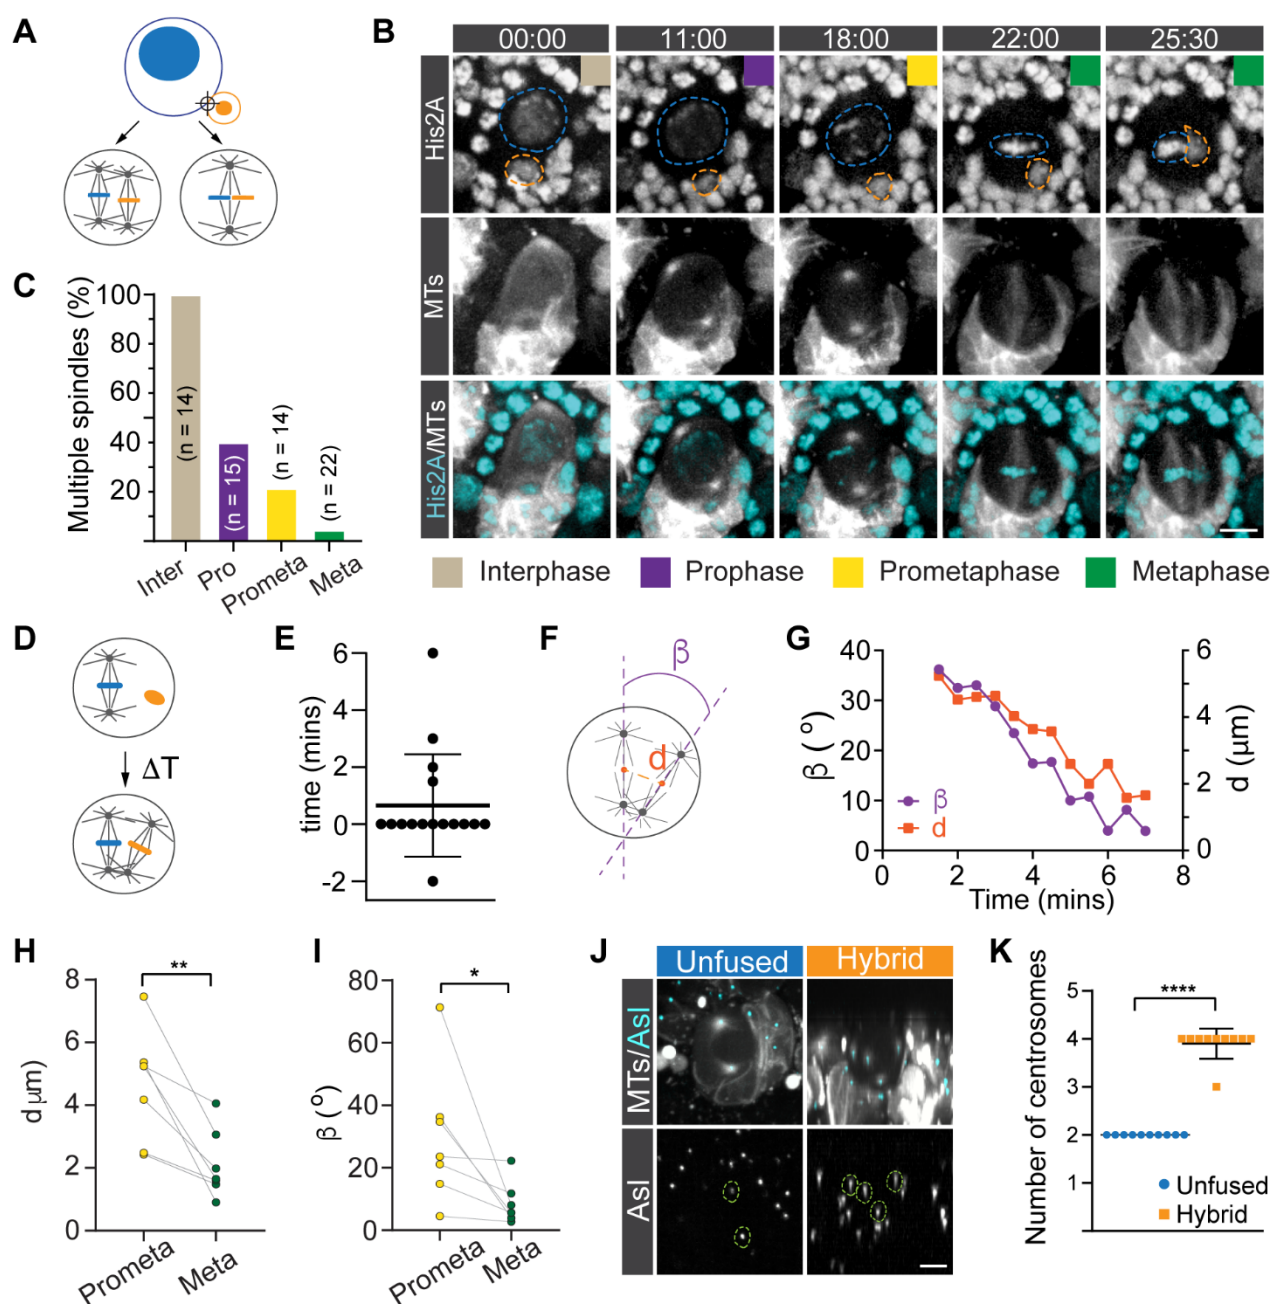 A
B
00:00
11:00
18:00
22:00
25:30
His2A
MTs
His2A/MTs
C
Multiple spindles (%)
100
80
60
40
20
(n = 14)
(n = 15)
(n = 14)
(n = 22)
Inter
Pro
Prometa
Meta
Interphase
Prophase
Prometaphase
Metaphase
D
ΔT
E
time (mins)
6
4
2
0
-2
F
β
d
G
β ( º)
40
30
20
10
0
β
d
0
2
4
6
8
Time (mins)
6
4
2
0
d (μm)
H
d μm)
8
6
4
2
0
**
Prometa
Meta
I
β ( º)
80
60
40
20
0
*
Prometa
Meta
J
Unfused
Hybrid
MTs/Asl
Asl
K
Number of centrosomes
5
4
3
2
1
****
Unfused
Hybrid